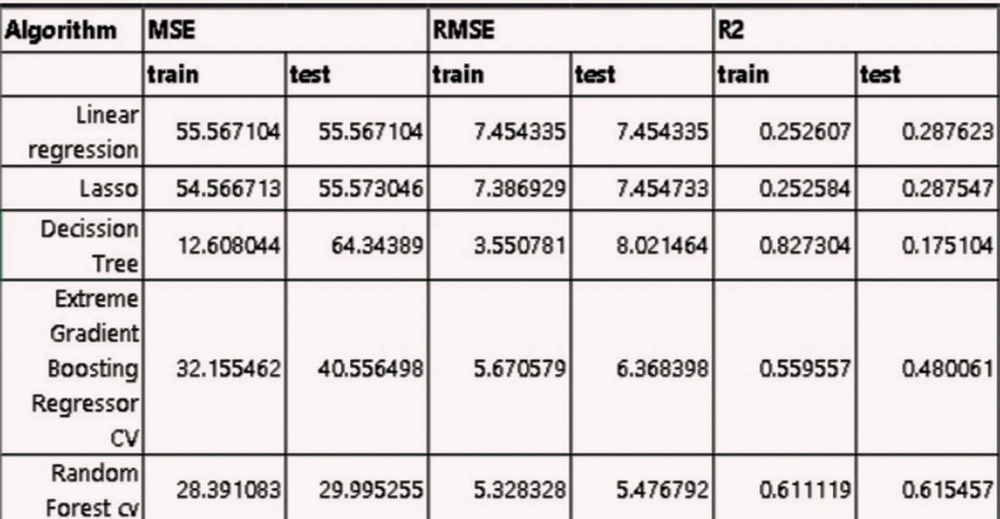 Algorithm MSE RMSE R2
train test train test train test
Linear
regression 55.567104 55.567104 7.454335 7.454335 0.252607 0.287623
Lasso 54.566713 55.573046 7.386929 7.454733 0.252584 0.287547
Decission
Tree 12.608044 64.34389 3.550781 8.021464 0.827304 0.175104
Extreme
Gradient
Boosting 32.155462 40.556498 5.670579 6.368398 0.559557 0.480061
Regressor
CV
Random
Forest cv 28.391083 29.995255 5.328328 5.476792 0.611119 0.615457